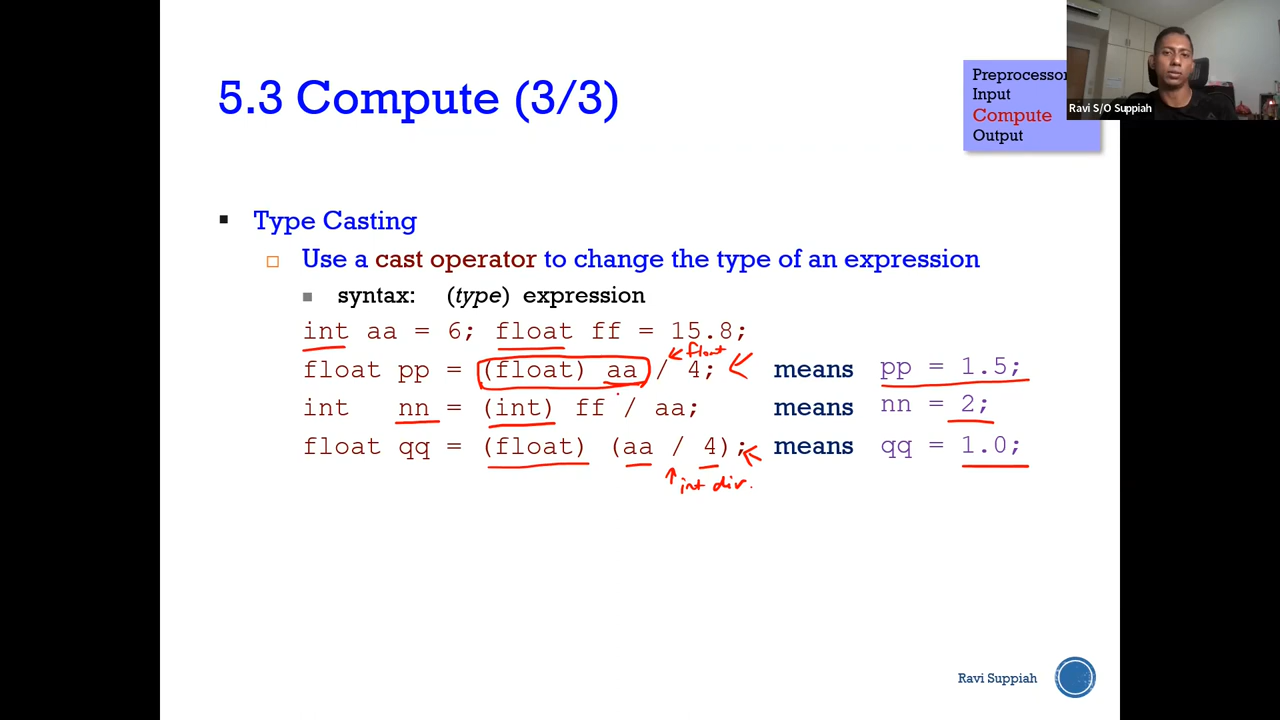 5.3 Compute (3/3)
Preprocessor
Input
Compute
Output
Ravi S/O Suppiah
Type Casting
Use a cast operator to change the type of an expression
syntax: (type) expression
int aa = 6; float ff = 15.8;
float
float pp = (float) aa / 4; means pp = 1.5;
int nn = (int) ff / aa; means nn = 2;
float qq = (float) (aa / 4); means qq = 1.0;
int div.
Ravi Suppiah